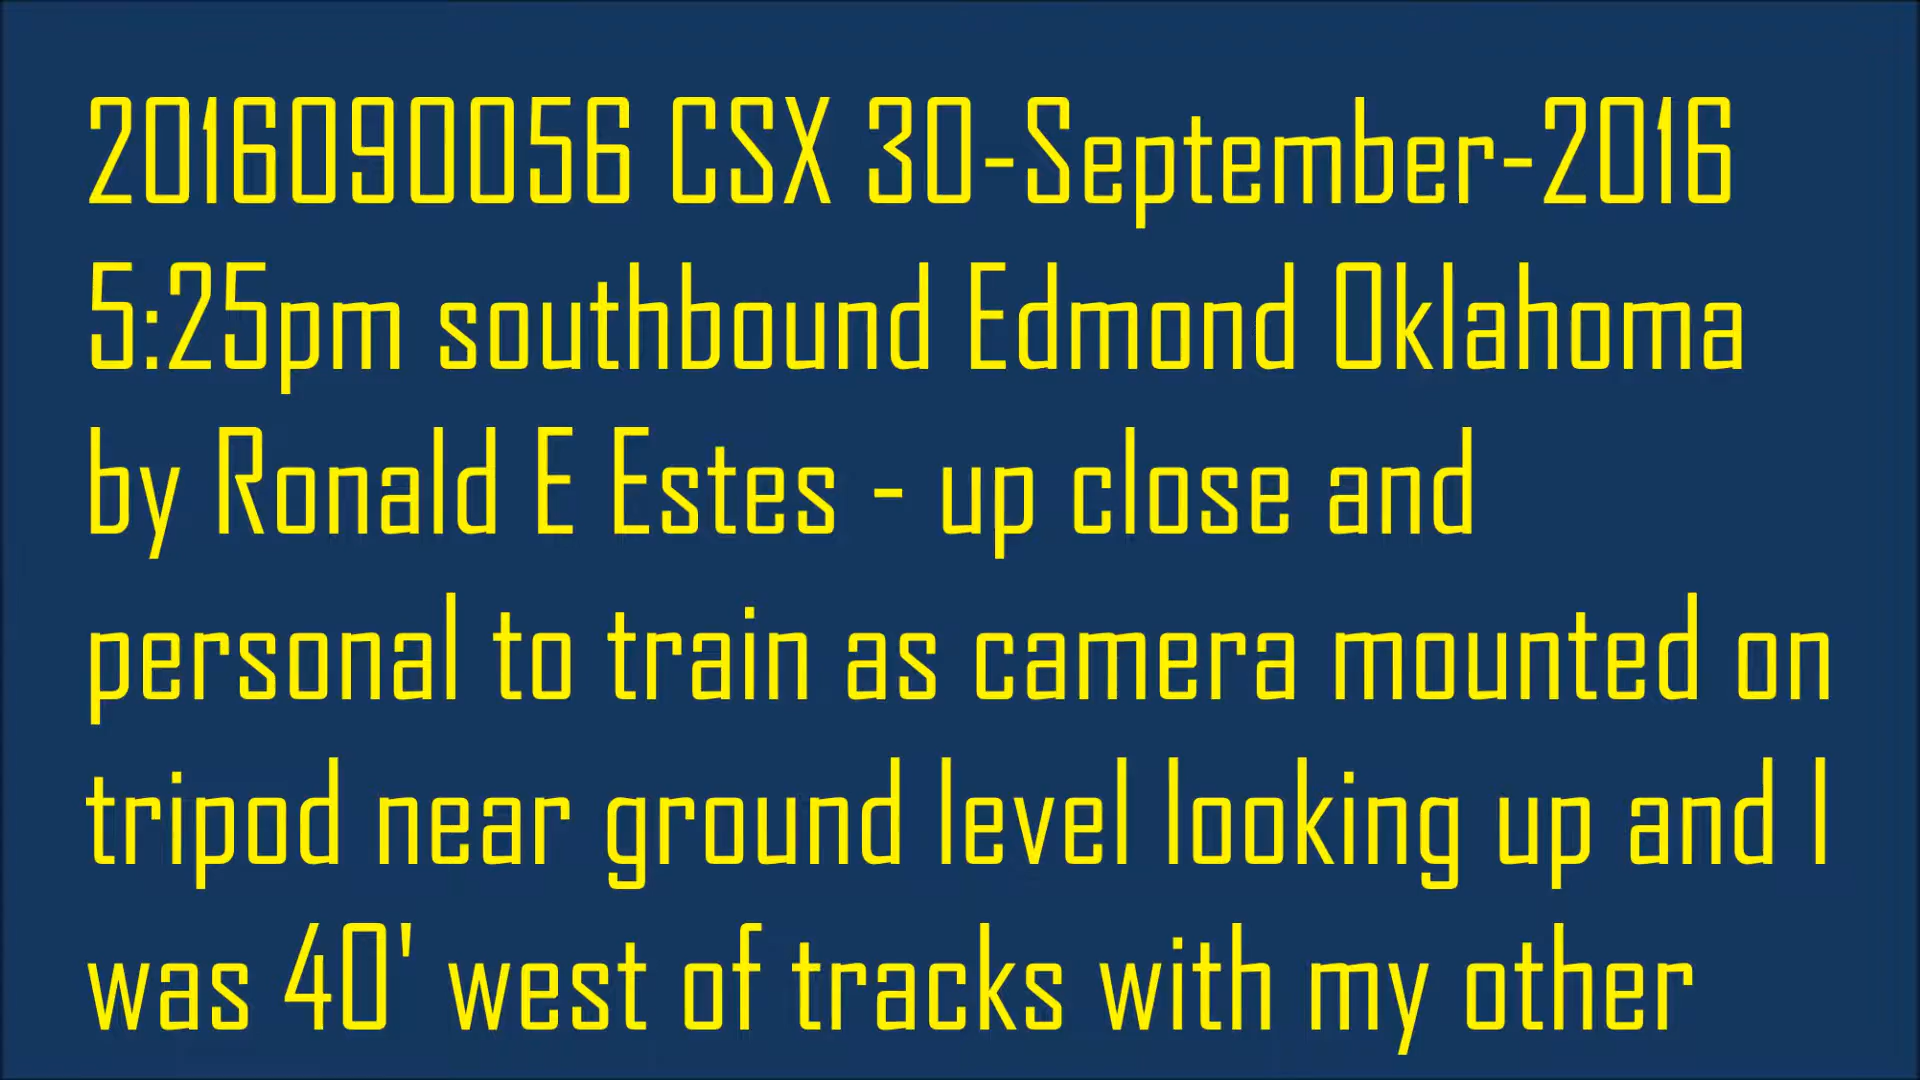 2016090056 CSX 30-September-2016
5:25pm southbound Edmond Oklahoma
by Ronald E Estes - up close and
personal to train as camera mounted on
tripod near ground level looking up and I
was 40' west of tracks with my other